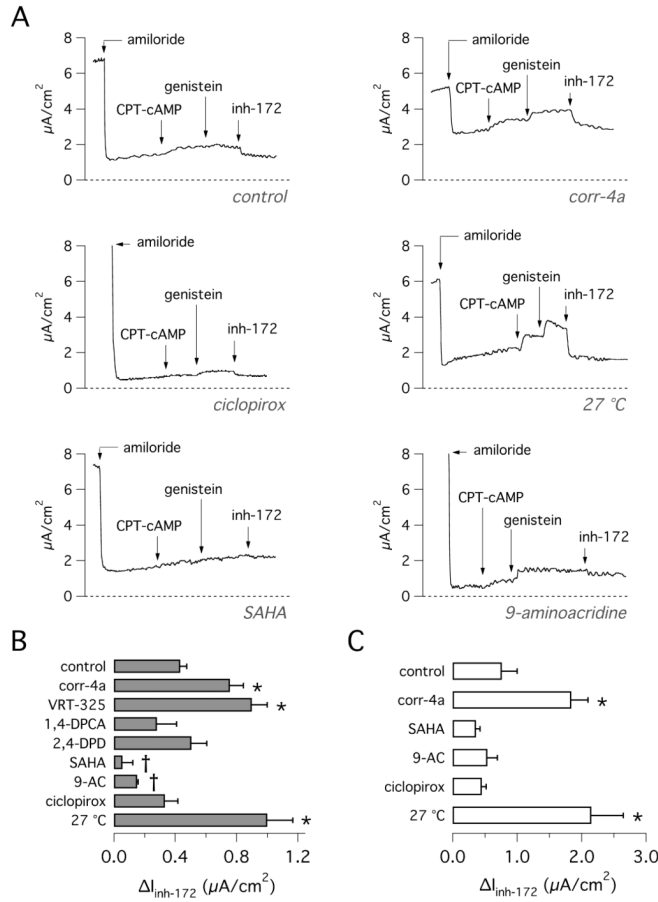 A
8
6
4
2
0
µA/cm²
amiloride
CPT-cAMP
genistein
inh-172
control
8
6
4
2
0
µA/cm²
amiloride
CPT-cAMP
genistein
inh-172
corr-4a
8
6
4
2
0
µA/cm²
amiloride
CPT-cAMP
genistein
inh-172
ciclopirox
8
6
4
2
0
µA/cm²
amiloride
CPT-cAMP
genistein
inh-172
27 °C
8
6
4
2
0
µA/cm²
amiloride
CPT-cAMP
genistein
inh-172
SAHA
8
6
4
2
0
µA/cm²
amiloride
CPT-cAMP
genistein
inh-172
9-aminoacridine
B
control
corr-4a *
VRT-325 *
1,4-DPCA
2,4-DPD
SAHA †
9-AC †
ciclopirox
27 °C *
0.0 0.4 0.8 1.2
ΔIinh-172 (µA/cm²)
C
control
corr-4a *
SAHA
9-AC
ciclopirox
27 °C *
0.0 1.0 2.0 3.0
ΔIinh-172 (µA/cm²)